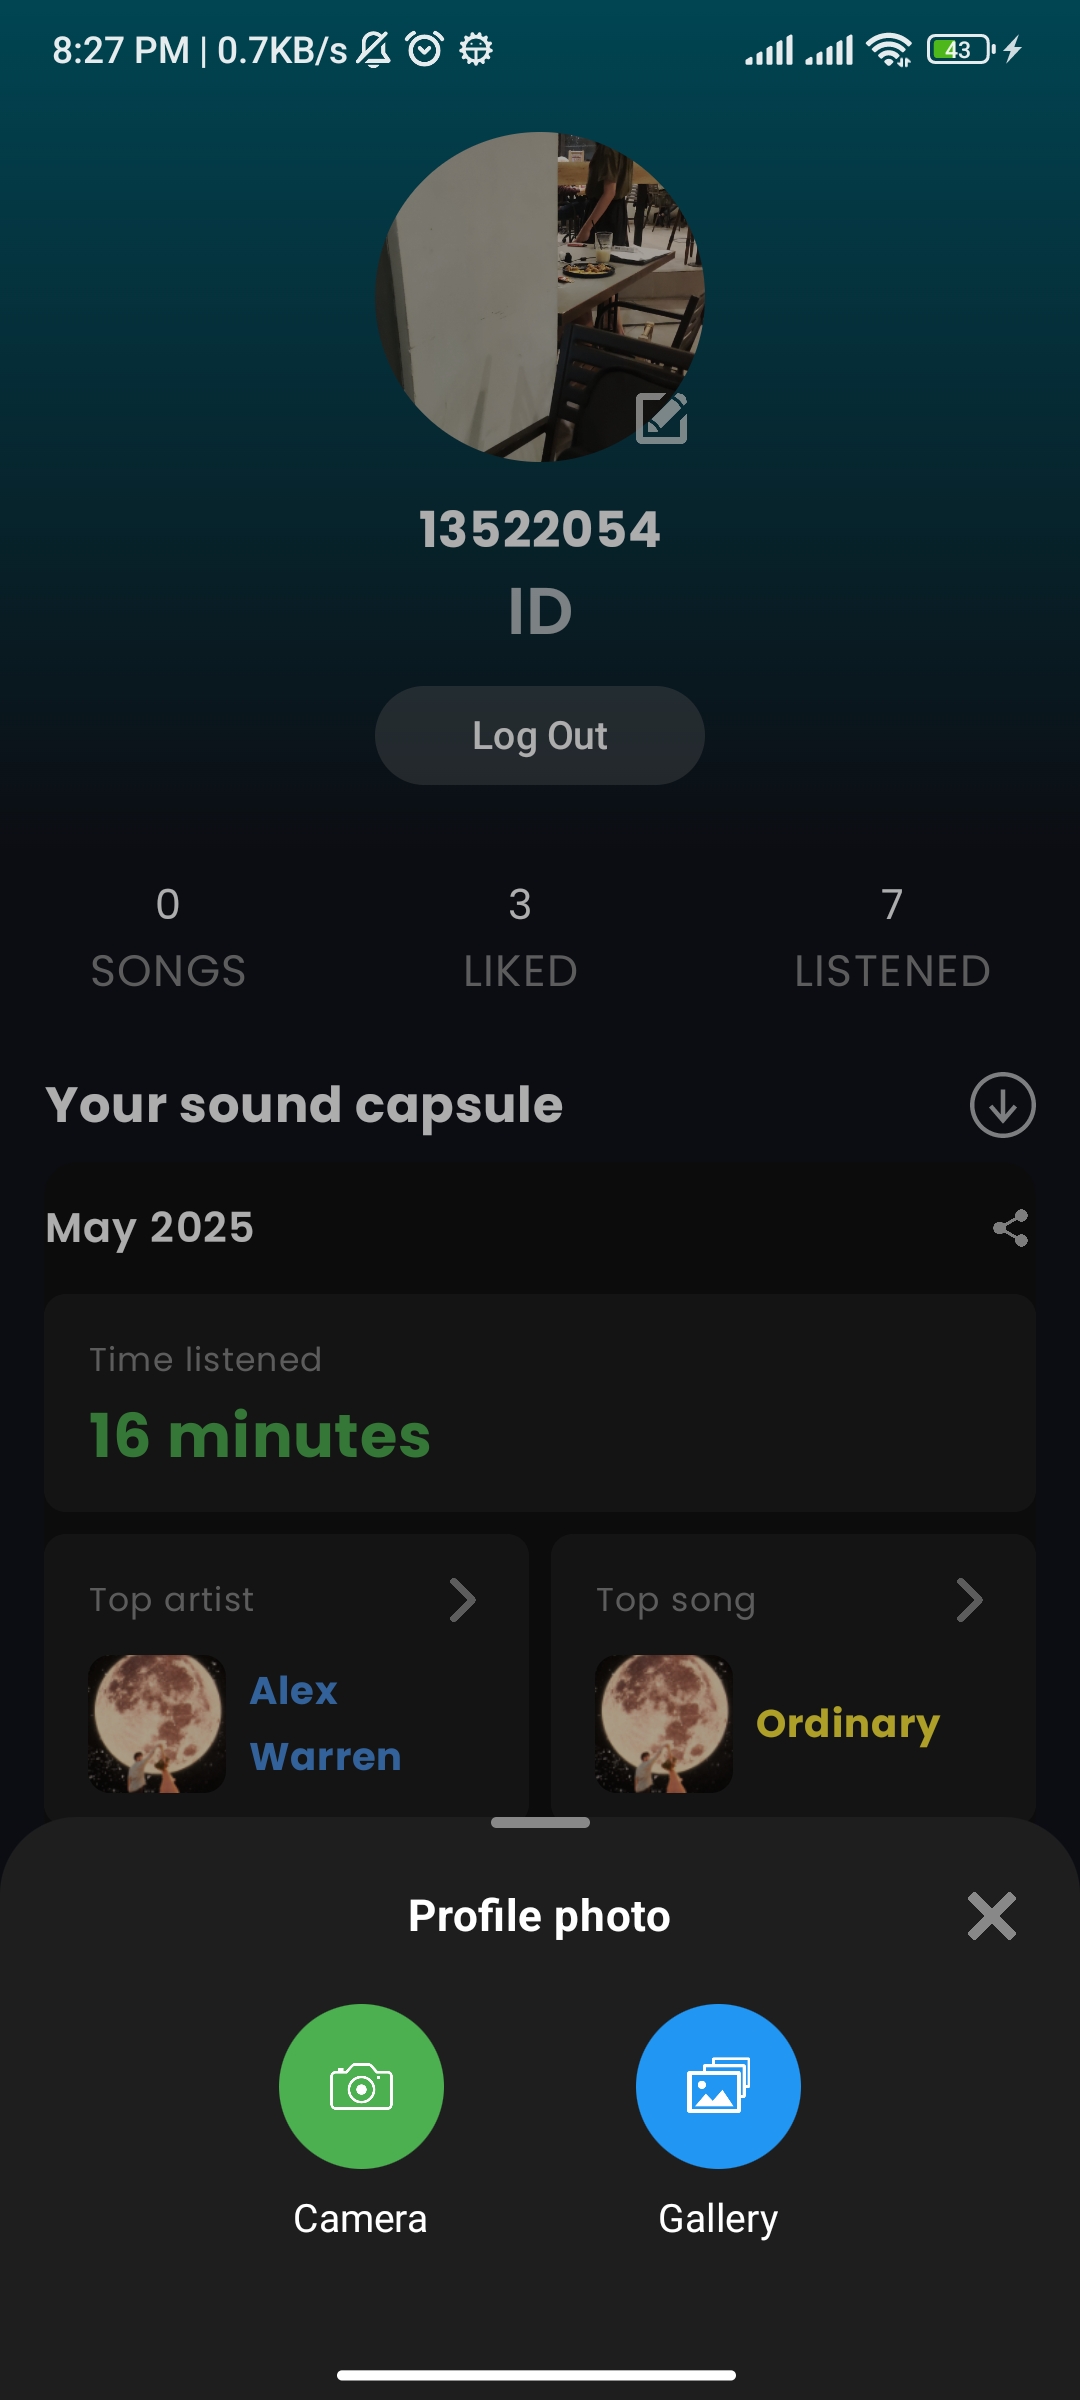 8:27 PM | 0.7KB/s
43
13522054
ID
Log Out
0
SONGS
3
LIKED
7
LISTENED
Your sound capsule
May 2025
Time listened
16 minutes
Top artist
Alex
Warren
Top song
Ordinary
Profile photo
Camera
Gallery